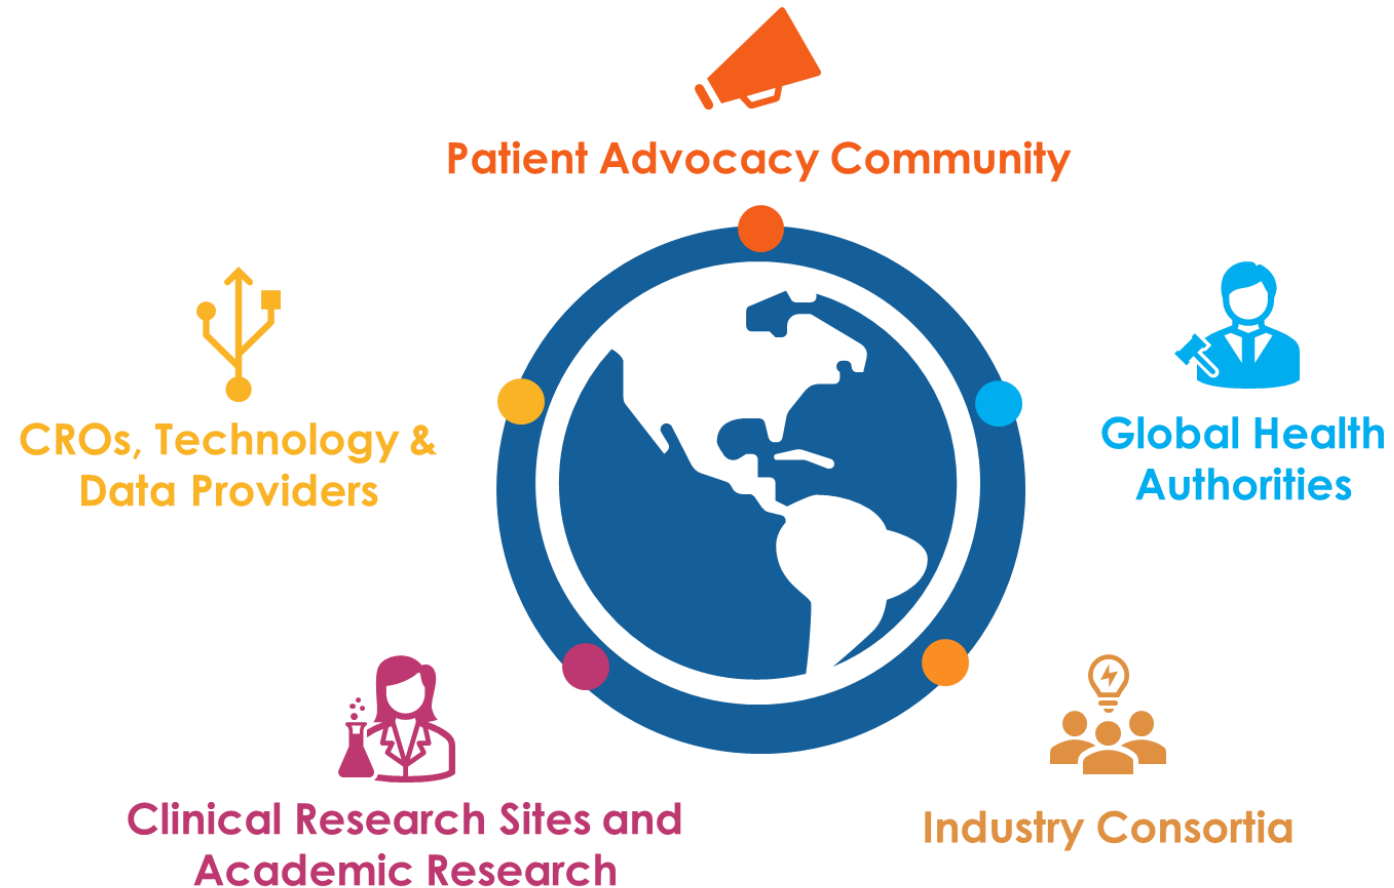 Patient Advocacy Community
CROs, Technology &
Data Providers
Global Health
Authorities
Clinical Research Sites and
Academic Research
Industry Consortia